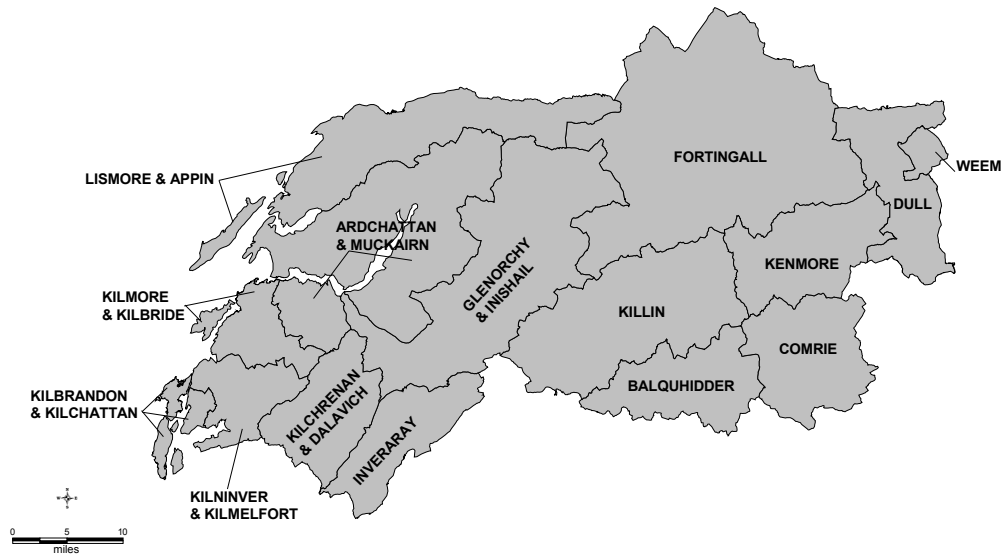 FORTINGALL
WEEM
LISMORE & APPIN
DULL
ARDCHATTAN
& MUCKAIRN
GLENORCHY
& INISHAIL
KENMORE
KILMORE
& KILBRIDE
KILLIN
COMRIE
BALQUHIDDER
KILBRANDON
& KILCHATTAN
KILCHRENAN
& DALAVICH
INVERARAY
KILNINVER
& KILMELFORT
0 5 10
miles